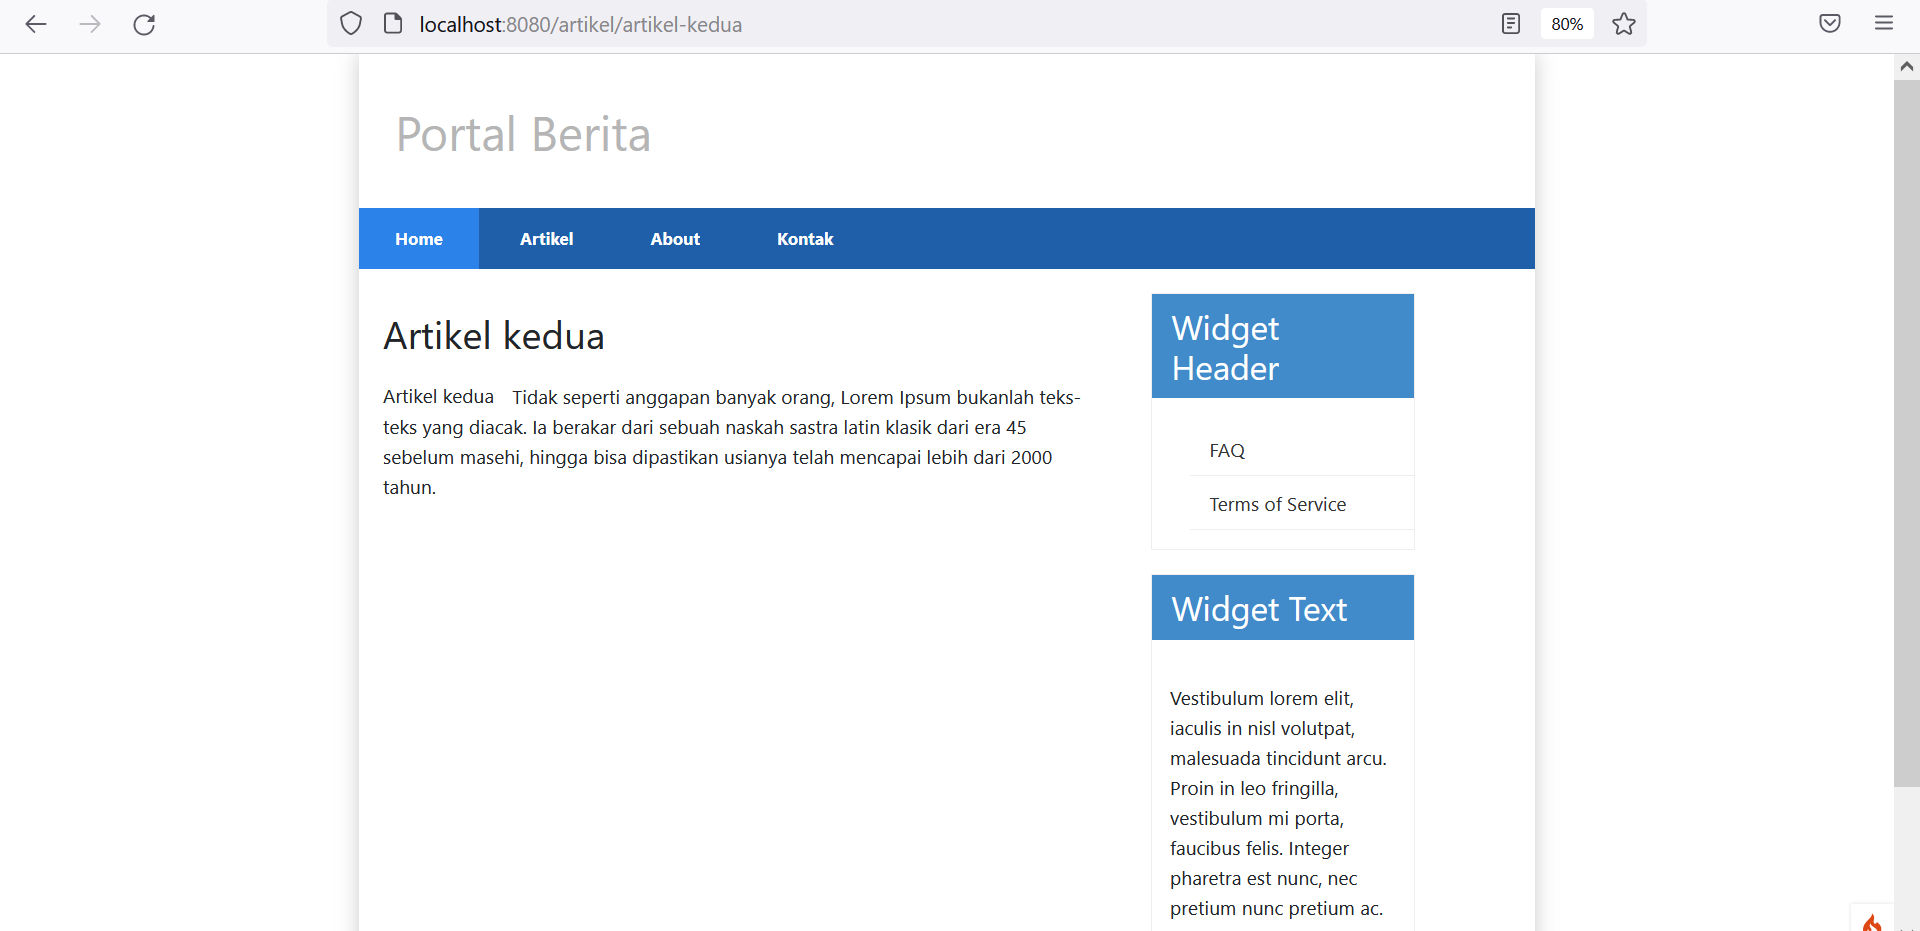 localhost:8080/artikel/artikel-kedua
80%
Portal Berita
Home Artikel About Kontak
Artikel kedua
Artikel kedua Tidak seperti anggapan banyak orang, Lorem Ipsum bukanlah teks-
teks yang diacak. Ia berakar dari sebuah naskah sastra latin klasik dari era 45
sebelum masehi, hingga bisa dipastikan usianya telah mencapai lebih dari 2000
tahun.
Widget
Header
FAQ
Terms of Service
Widget Text
Vestibulum lorem elit,
iaculis in nisl volutpat,
malesuada tincidunt arcu.
Proin in leo fringilla,
vestibulum mi porta,
faucibus felis. Integer
pharetra est nunc, nec
pretium nunc pretium ac.